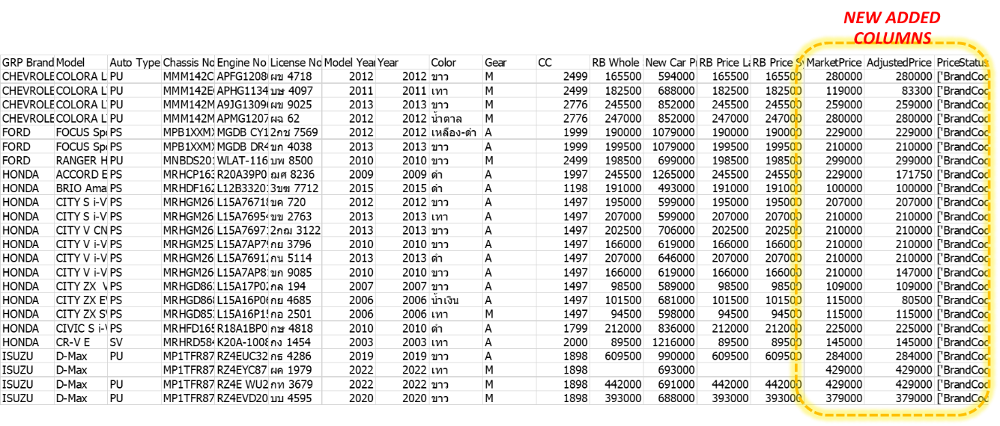 NEW ADDED
COLUMNS
GRP Brand Model Auto Type Chassis No Engine No License No Model Year Year Color Gear CC RB Whole New Car Pr RB Price La RB Price Sy MarketPrice AdjustedPrice PriceStatus
CHEVROLE COLORA L PU MMM142C APFG1208 ผข 4718 2012 2012 ขาว M 2499 165500 594000 165500 165500 280000 280000 ['BrandCod
CHEVROLE COLORA L PU MMM142E APHG1134 บษ 4097 2011 2011 เทา M 2499 182500 688000 182500 182500 119000 83300 ['BrandCod
CHEVROLE COLORA L PU MMM142M A9JG1309 ผข 9025 2013 2013 ขาว M 2776 245500 852000 245500 245500 259000 259000 ['BrandCod
CHEVROLE COLORA L PU MMM142M APMG1207 ผฉ 62 2012 2012 น้ำตาล M 2776 247000 852000 247000 247000 280000 280000 ['BrandCod
FORD FOCUS Spo PS MPB1XXMX MGDB CY1 2กช 7569 2012 2012 เหลือง-ดำ A 1999 190000 1079000 190000 190000 210000 210000 ['BrandCod
FORD FOCUS Spo PS MPB1XXMX MGDB DR4 ขก 4038 2013 2013 ขาว A 1999 199500 1079000 199500 199500 210000 210000 ['BrandCod
FORD RANGER H PU MNBDS201 WLAT-116 บพ 8500 2010 2010 ขาว M 2499 198500 699000 198500 198500 299000 299000 ['BrandCod
HONDA ACCORD E PS MRHCP163 R20A39P0 ฌศ 8236 2009 2009 ดำ A 1997 245500 1265000 245500 245500 229000 171750 ['BrandCod
HONDA BRIO Ama PS MRHDF162 L12B3320 3ขฆ 7712 2015 2015 ดำ A 1198 191000 493000 191000 191000 100000 100000 ['BrandCod
HONDA CITY S i-V PS MRHGM26 L15A7671 ขค 720 2012 2012 ขาว A 1497 195000 599000 195000 195000 207000 207000 ['BrandCod
HONDA CITY S i-V PS MRHGM26 L15A7695 ขข 2763 2013 2013 เทา A 1497 207000 599000 207000 207000 210000 210000 ['BrandCod
HONDA CITY V CN PS MRHGM26 L15A7697 2กฌ 3122 2013 2013 ขาว A 1497 202500 706000 202500 202500 210000 210000 ['BrandCod
HONDA CITY V i-V PS MRHGM25 L15A7AP7 กย 3796 2010 2010 ขาว A 1497 166000 619000 166000 166000 210000 210000 ['BrandCod
HONDA CITY V i-V PS MRHGM26 L15A7691 กน 5114 2013 2013 ดำ A 1497 207000 646000 207000 207000 210000 210000 ['BrandCod
HONDA CITY V i-V PS MRHGM26 L15A7AP8 ขก 9085 2010 2010 ขาว A 1497 166000 619000 166000 166000 210000 147000 ['BrandCod
HONDA CITY ZX V PS MRHGD86 L15A17P0 กล 194 2007 2007 ขาว A 1497 98500 589000 98500 98500 109000 109000 ['BrandCod
HONDA CITY ZX EV PS MRHGD86 L15A16P0 กย 4685 2006 2006 น้ำเงิน A 1497 101500 681000 101500 101500 115000 80500 ['BrandCod
HONDA CITY ZX SV PS MRHGD85 L15A16P1 กอ 2501 2006 2006 เทา M 1497 94500 598000 94500 94500 115000 115000 ['BrandCod
HONDA CIVIC S i-V PS MRHFD165 R18A1BP0 กษ 4818 2010 2010 ดำ A 1799 212000 836000 212000 212000 225000 225000 ['BrandCod
HONDA CR-V E SV MRHRD584 K20A-1008 กง 1454 2003 2003 เทา A 2000 89500 1216000 89500 89500 145000 145000 ['BrandCod
ISUZU D-Max PU MP1TFR87 RZ4EUC32 กธ 4286 2019 2019 ขาว A 1898 609500 990000 609500 609500 284000 284000 ['BrandCod
ISUZU D-Max MP1TFR87 RZ4EYC87 ผค 1979 2022 2022 เทา M 1898 693000 429000 429000 ['BrandCod
ISUZU D-Max PU MP1TFR87 RZ4E WU2 กท 3679 2022 2022 ขาว M 1898 442000 691000 442000 442000 429000 429000 ['BrandCod
ISUZU D-Max PU MP1TFR87 RZ4EVD20 บบ 4595 2020 2020 ขาว M 1898 393000 688000 393000 393000 379000 379000 ['BrandCod